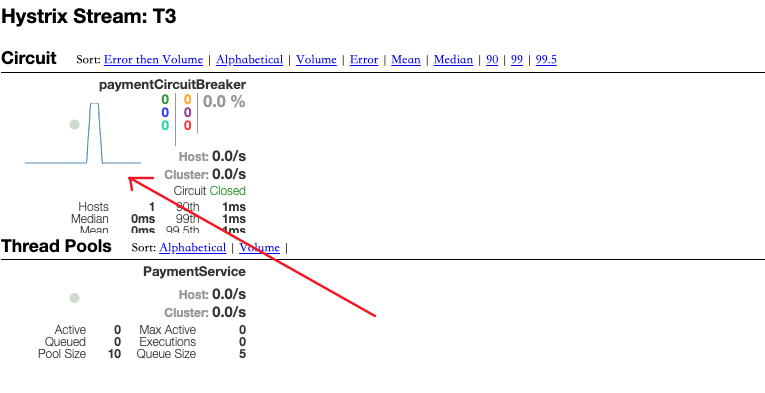 Hystrix Stream: T3
Circuit Sort: Error then Volume | Alphabetical | Volume | Error | Mean | Median | 90 | 99 | 99.5
paymentCircuitBreaker
0 0 0.0 %
0 0
0 0
Host: 0.0/s
Cluster: 0.0/s
Circuit Closed
Hosts 1 90th 1ms
Median 0ms 99th 1ms
Mean 0ms 99.5th 1ms
Thread Pools Sort: Alphabetical | Volume |
PaymentService
Host: 0.0/s
Cluster: 0.0/s
Active 0 Max Active 0
Queued 0 Executions 0
Pool Size 10 Queue Size 5